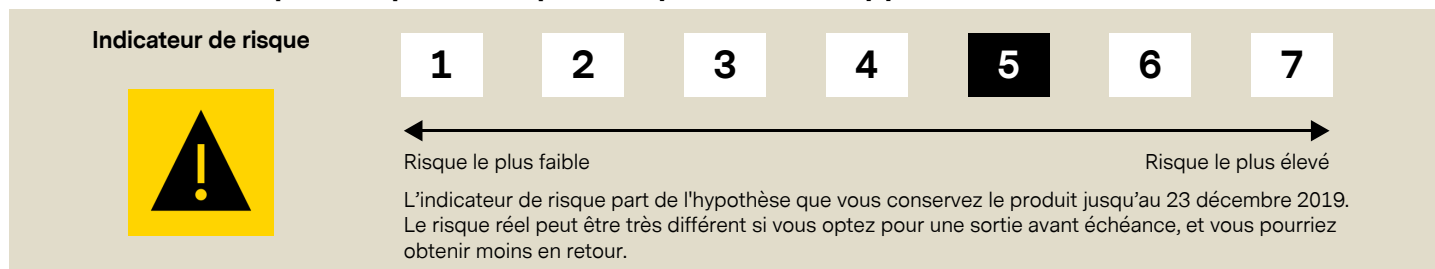 Indicateur de risque
1 2 3 4 5 6 7
Risque le plus faible Risque le plus élevé
L'indicateur de risque part de l'hypothèse que vous conservez le produit jusqu'au 23 décembre 2019.
Le risque réel peut être très différent si vous optez pour une sortie avant échéance, et vous pourriez
obtenir moins en retour.